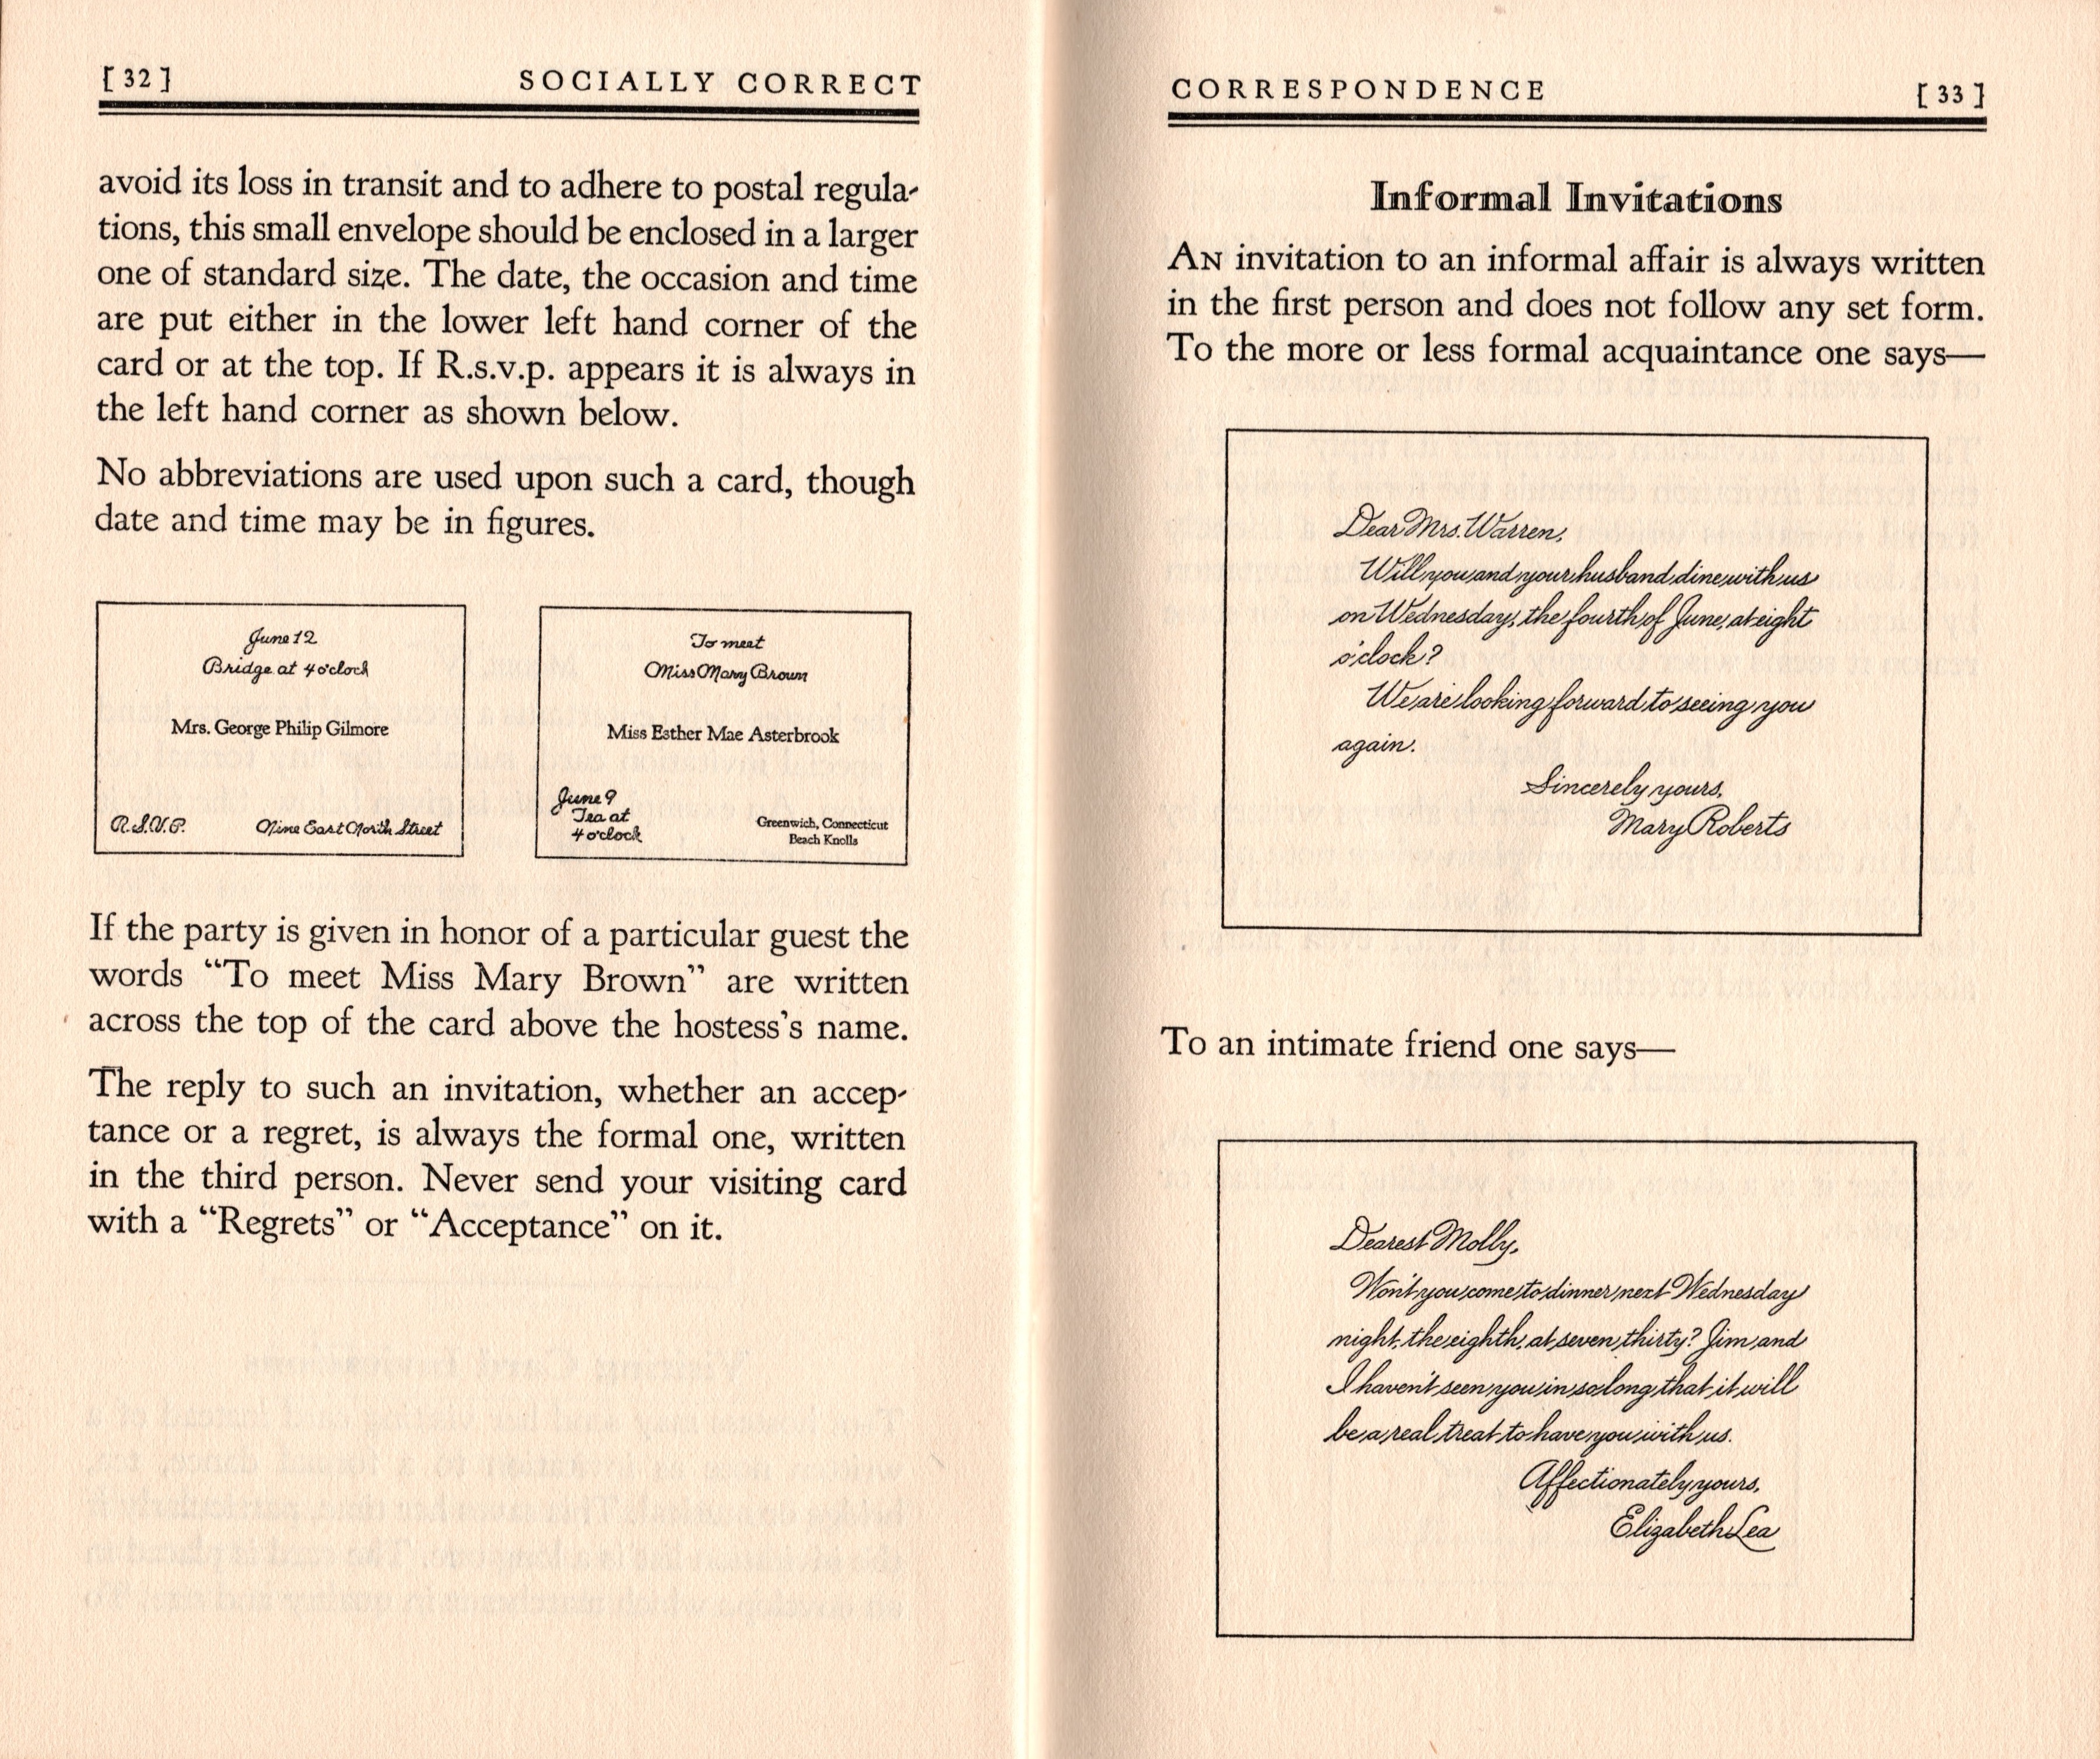 [ 32 ] SOCIALLY CORRECT
avoid its loss in transit and to adhere to postal regula-
tions, this small envelope should be enclosed in a larger
one of standard size. The date, the occasion and time
are put either in the lower left hand corner of the
card or at the top. If R.s.v.p. appears it is always in
the left hand corner as shown below.
No abbreviations are used upon such a card, though
date and time may be in figures.
June 12
Bridge at 4 o'clock
Mrs. George Philip Gilmore
R.S.V.P. Nine East North Street
To meet
Miss Mary Brown
Miss Esther Mae Asterbrook
June 9
Tea at
4 o'clock
Greenwich, Connecticut
Beach Knolls
If the party is given in honor of a particular guest the
words “To meet Miss Mary Brown” are written
across the top of the card above the hostess's name.
The reply to such an invitation, whether an accep-
tance or a regret, is always the formal one, written
in the third person. Never send your visiting card
with a “Regrets” or “Acceptance” on it.
CORRESPONDENCE [ 33 ]
Informal Invitations
AN invitation to an informal affair is always written
in the first person and does not follow any set form.
To the more or less formal acquaintance one says—
Dear Mrs. Warren,
Will you and your husband dine with us
on Wednesday, the fourth of June, at eight
o'clock?
We are looking forward to seeing you
again.
Sincerely yours,
Mary Roberts
To an intimate friend one says—
Dearest Molly,
Won't you come to dinner next Wednesday
night, the eighth, at seven thirty? Jim and
I haven't seen you in so long that it will
be a real treat to have you with us.
Affectionately yours,
Elizabeth Lea